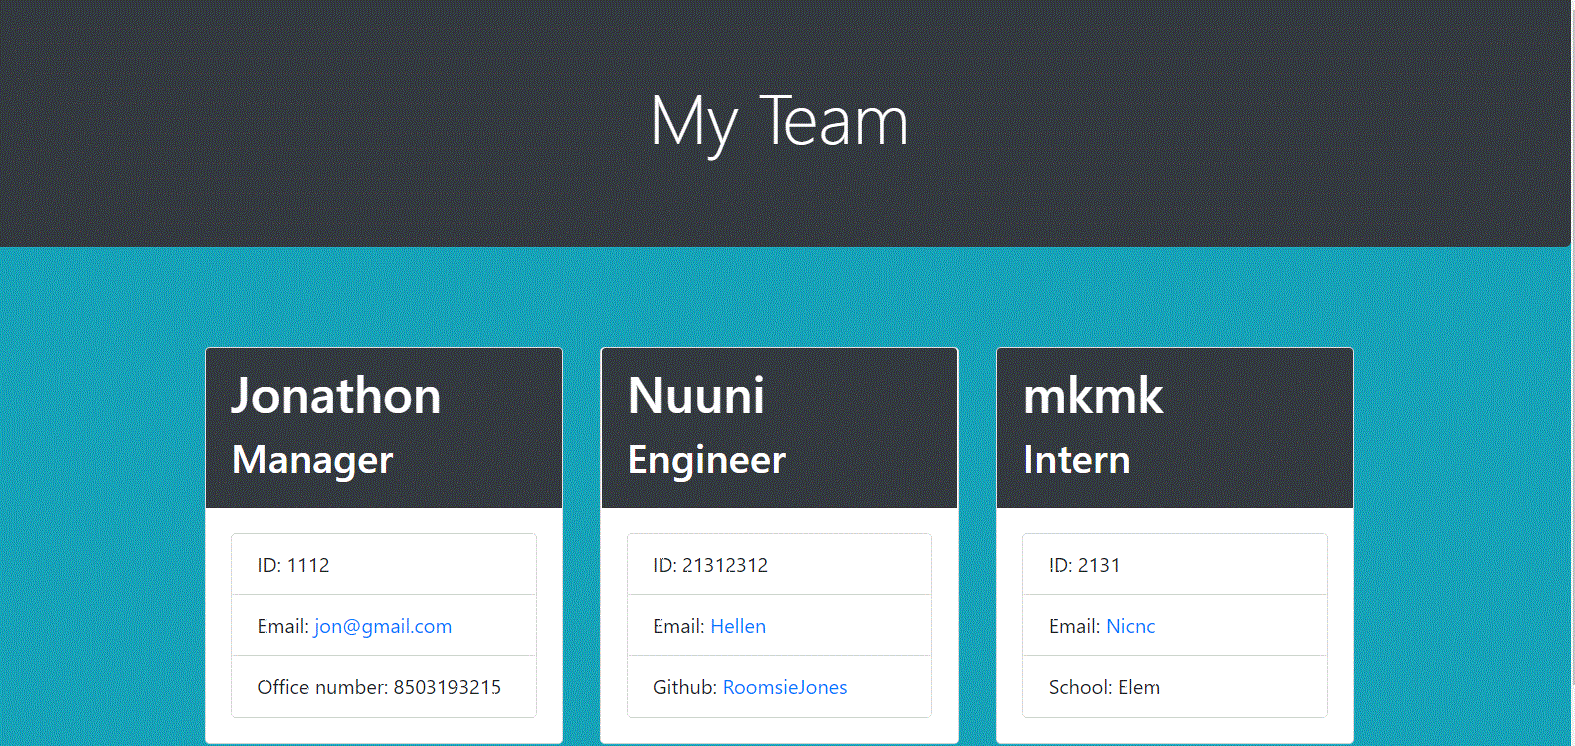 My Team
Jonathon
Manager
ID: 1112
Email: jon@gmail.com
Office number: 8503193215
Nuuni
Engineer
ID: 21312312
Email: Hellen
Github: RoomsieJones
mkmk
Intern
ID: 2131
Email: Nicnc
School: Elem